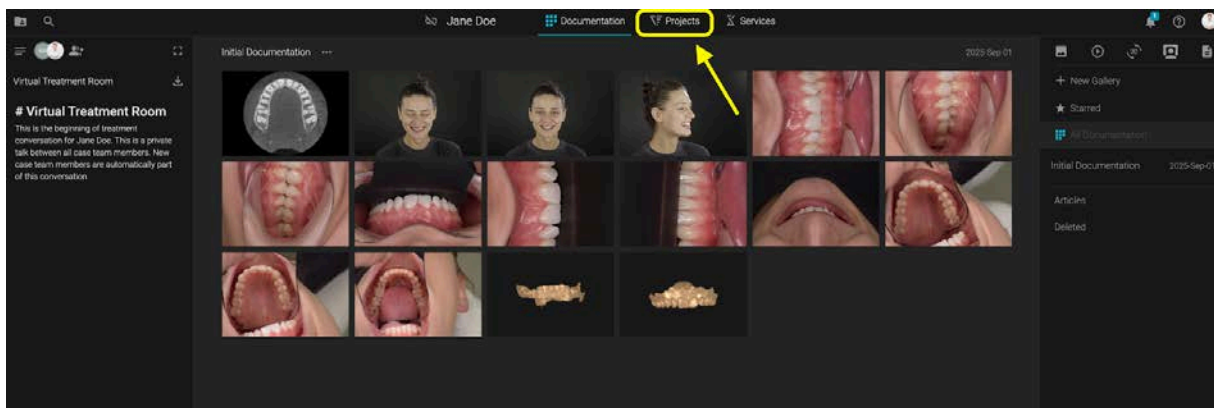 Jane Doe
Documentation
Projects
Services
1
Virtual Treatment Room
# Virtual Treatment Room
This is the beginning of treatment
conversation for Jane Doe. This is a private
talk between all case team members. New
case team members are automatically part
of this conversation
Initial Documentation ...
2025-Sep-01
+ New Gallery
Starred
All Documentation
Initial Documentation 2025-Sep-01
Articles
Deleted